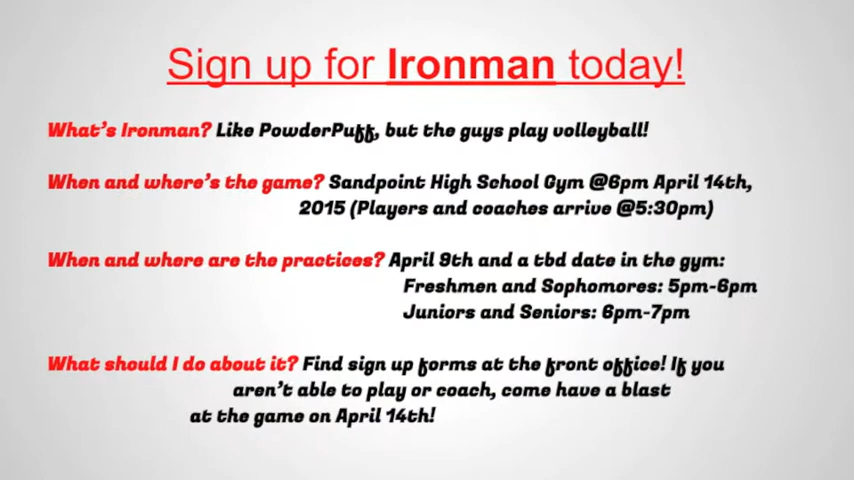 Sign up for Ironman today!
What's Ironman? Like PowderPuff, but the guys play volleyball!
When and where's the game? Sandpoint High School Gym @6pm April 14th,
2015 (Players and coaches arrive @5:30pm)
When and where are the practices? April 9th and a tbd date in the gym:
Freshmen and Sophomores: 5pm-6pm
Juniors and Seniors: 6pm-7pm
What should I do about it? Find sign up forms at the front office! If you
aren't able to play or coach, come have a blast
at the game on April 14th!